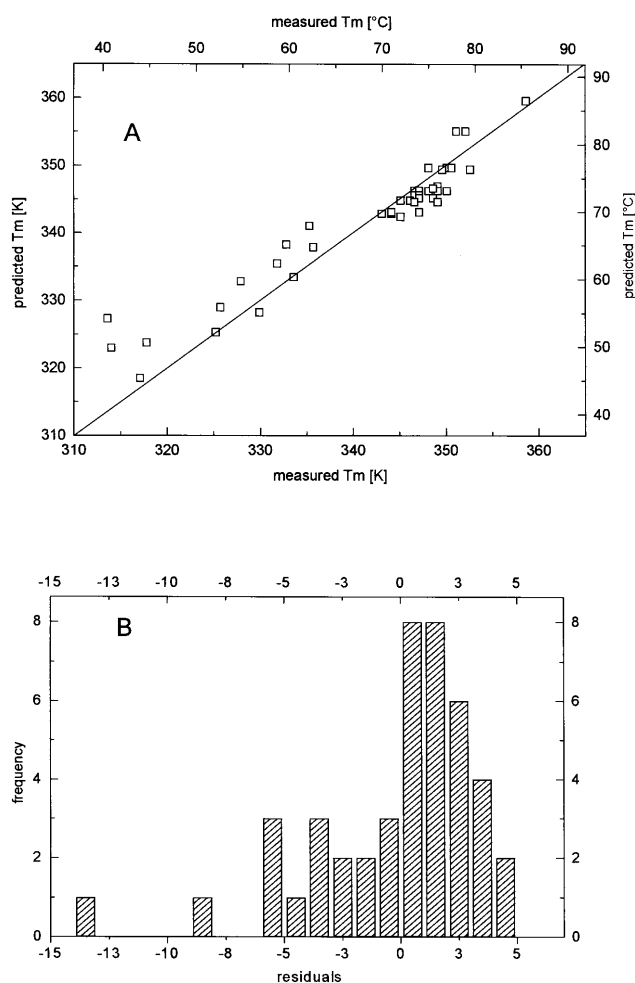 measured Tm [°C]
40 50 60 70 80 90
A
360
350
340
330
320
310
predicted Tm [K]
90
80
70
60
50
40
predicted Tm [°C]
310 320 330 340 350 360
measured Tm [K]
-15 -13 -10 -8 -5 -3 0 3 5
B
8
6
4
2
0
frequency
8
6
4
2
0
-15 -13 -10 -8 -5 -3 0 3 5
residuals